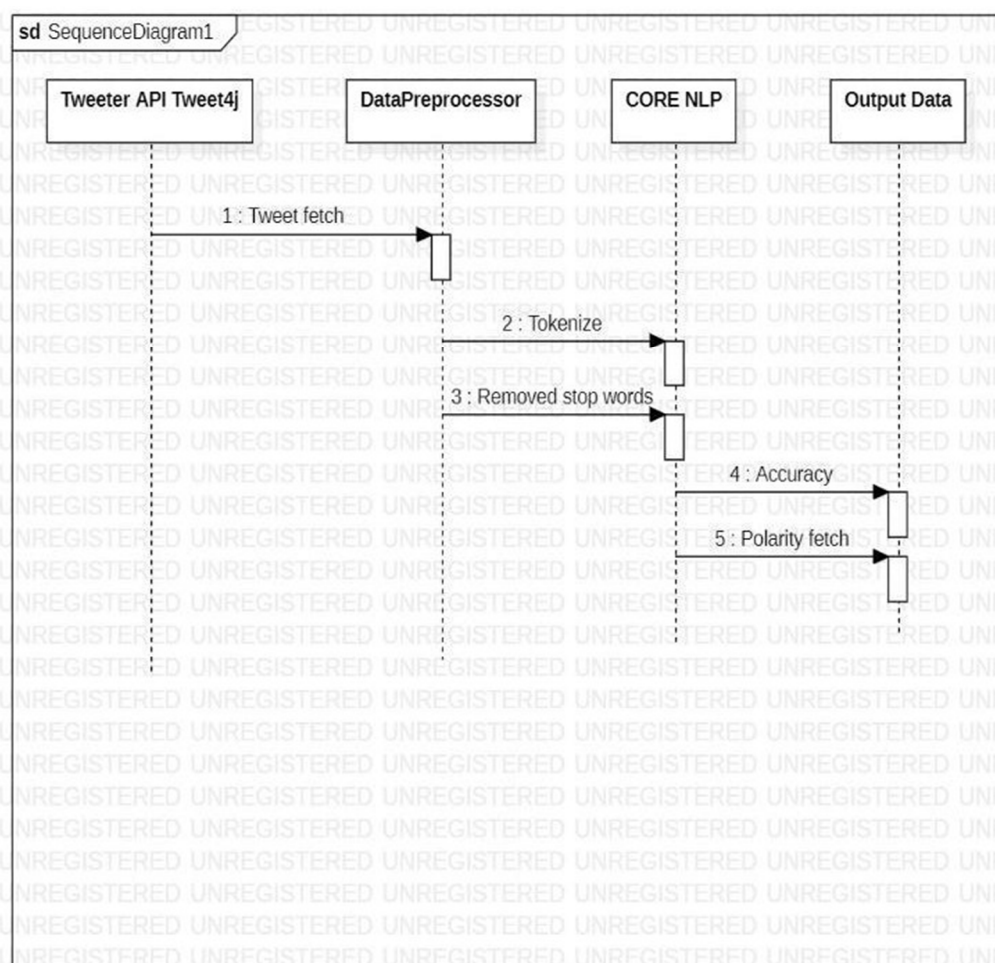 sd SequenceDiagram1
Tweeter API Tweet4j
DataPreprocessor
CORE NLP
Output Data
1 : Tweet fetch
2 : Tokenize
3 : Removed stop words
4 : Accuracy
5 : Polarity fetch
UNREGISTERED